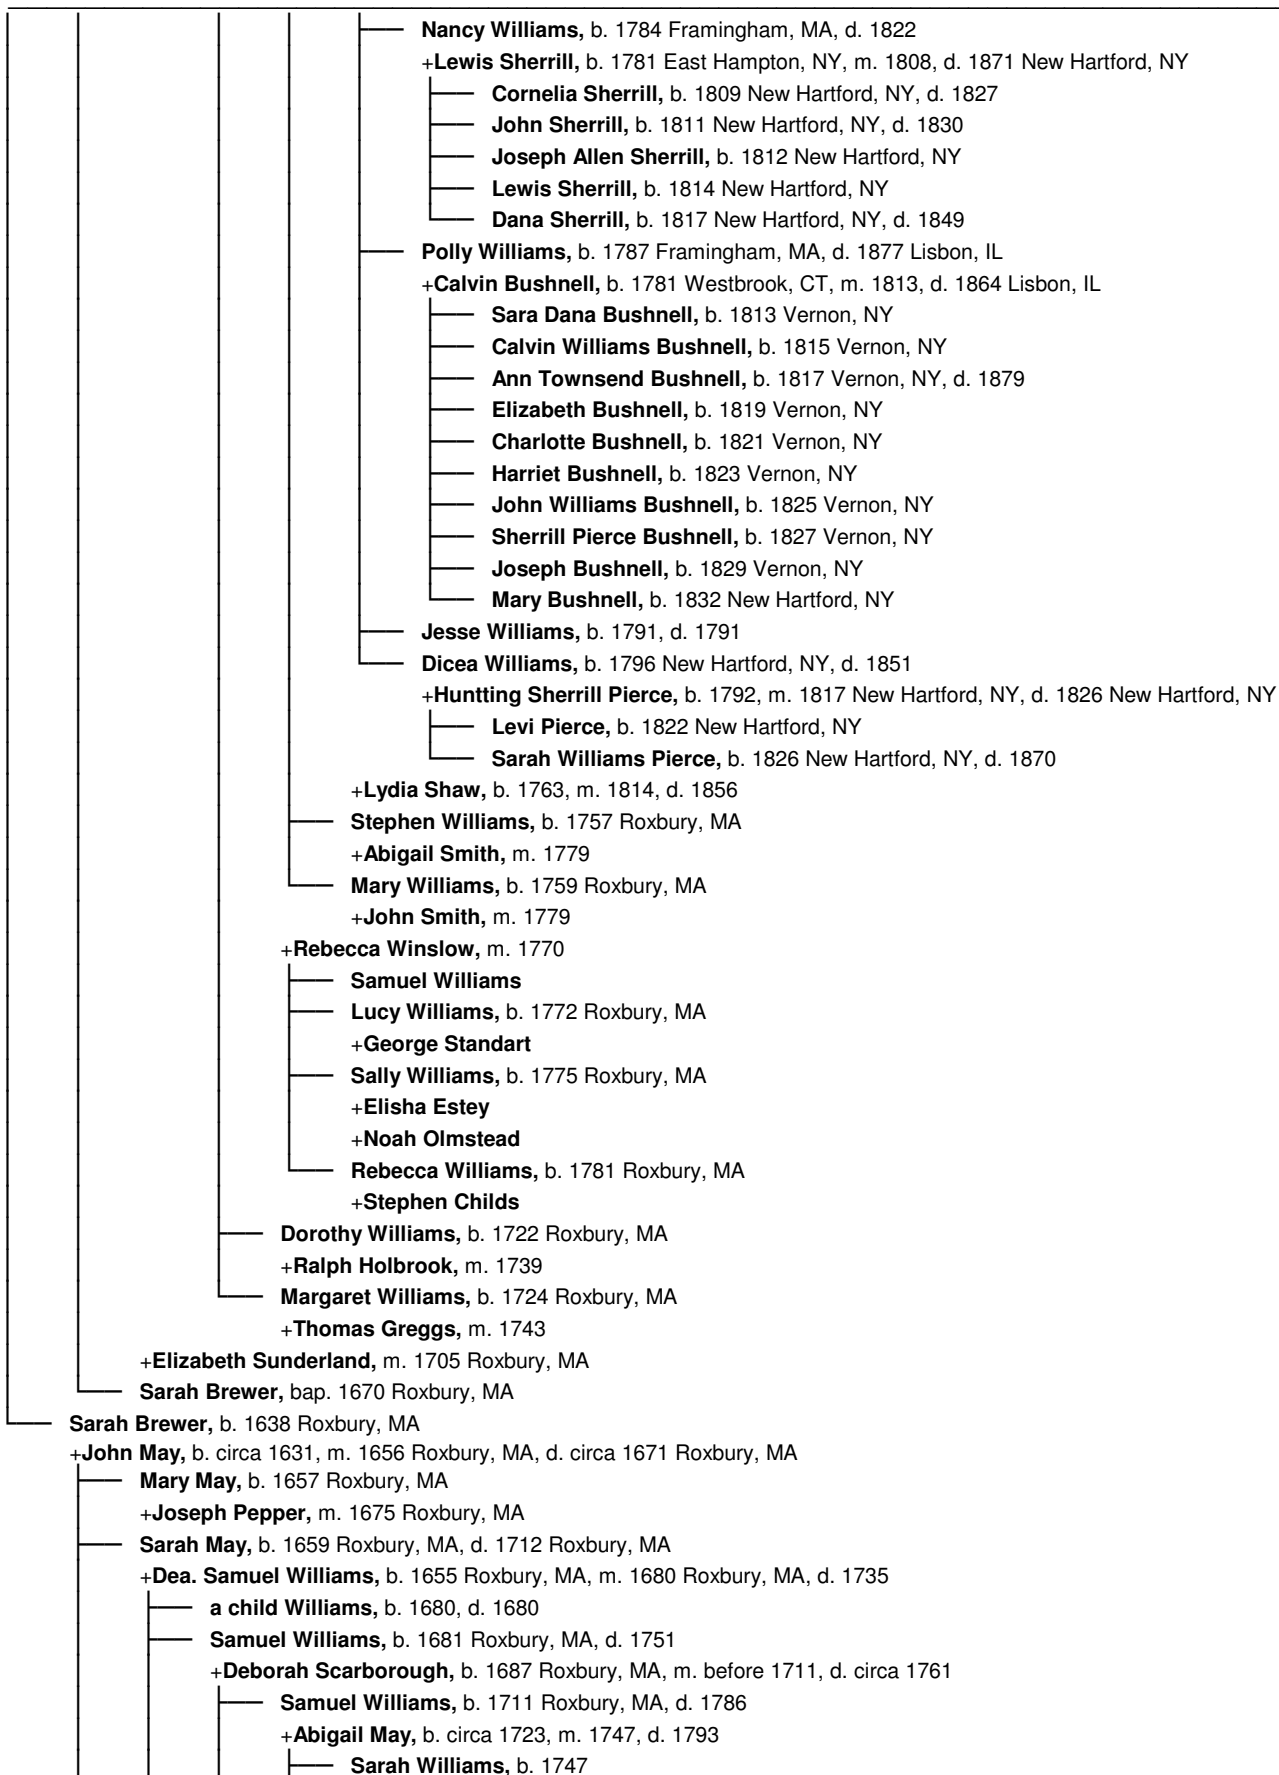 Nancy Williams, b. 1784 Framingham, MA, d. 1822
+Lewis Sherrill, b. 1781 East Hampton, NY, m. 1808, d. 1871 New Hartford, NY
Cornelia Sherrill, b. 1809 New Hartford, NY, d. 1827
John Sherrill, b. 1811 New Hartford, NY, d. 1830
Joseph Allen Sherrill, b. 1812 New Hartford, NY
Lewis Sherrill, b. 1814 New Hartford, NY
Dana Sherrill, b. 1817 New Hartford, NY, d. 1849
Polly Williams, b. 1787 Framingham, MA, d. 1877 Lisbon, IL
+Calvin Bushnell, b. 1781 Westbrook, CT, m. 1813, d. 1864 Lisbon, IL
Sara Dana Bushnell, b. 1813 Vernon, NY
Calvin Williams Bushnell, b. 1815 Vernon, NY
Ann Townsend Bushnell, b. 1817 Vernon, NY, d. 1879
Elizabeth Bushnell, b. 1819 Vernon, NY
Charlotte Bushnell, b. 1821 Vernon, NY
Harriet Bushnell, b. 1823 Vernon, NY
John Williams Bushnell, b. 1825 Vernon, NY
Sherrill Pierce Bushnell, b. 1827 Vernon, NY
Joseph Bushnell, b. 1829 Vernon, NY
Mary Bushnell, b. 1832 New Hartford, NY
Jesse Williams, b. 1791, d. 1791
Dicea Williams, b. 1796 New Hartford, NY, d. 1851
+Huntting Sherrill Pierce, b. 1792, m. 1817 New Hartford, NY, d. 1826 New Hartford, NY
Levi Pierce, b. 1822 New Hartford, NY
Sarah Williams Pierce, b. 1826 New Hartford, NY, d. 1870
+Lydia Shaw, b. 1763, m. 1814, d. 1856
Stephen Williams, b. 1757 Roxbury, MA
+Abigail Smith, m. 1779
Mary Williams, b. 1759 Roxbury, MA
+John Smith, m. 1779
+Rebecca Winslow, m. 1770
Samuel Williams
Lucy Williams, b. 1772 Roxbury, MA
+George Standart
Sally Williams, b. 1775 Roxbury, MA
+Elisha Estey
+Noah Olmstead
Rebecca Williams, b. 1781 Roxbury, MA
+Stephen Childs
Dorothy Williams, b. 1722 Roxbury, MA
+Ralph Holbrook, m. 1739
Margaret Williams, b. 1724 Roxbury, MA
+Thomas Greggs, m. 1743
+Elizabeth Sunderland, m. 1705 Roxbury, MA
Sarah Brewer, bap. 1670 Roxbury, MA
Sarah Brewer, b. 1638 Roxbury, MA
+John May, b. circa 1631, m. 1656 Roxbury, MA, d. circa 1671 Roxbury, MA
Mary May, b. 1657 Roxbury, MA
+Joseph Pepper, m. 1675 Roxbury, MA
Sarah May, b. 1659 Roxbury, MA, d. 1712 Roxbury, MA
+Dea. Samuel Williams, b. 1655 Roxbury, MA, m. 1680 Roxbury, MA, d. 1735
a child Williams, b. 1680, d. 1680
Samuel Williams, b. 1681 Roxbury, MA, d. 1751
+Deborah Scarborough, b. 1687 Roxbury, MA, m. before 1711, d. circa 1761
Samuel Williams, b. 1711 Roxbury, MA, d. 1786
+Abigail May, b. circa 1723, m. 1747, d. 1793
Sarah Williams, b. 1747